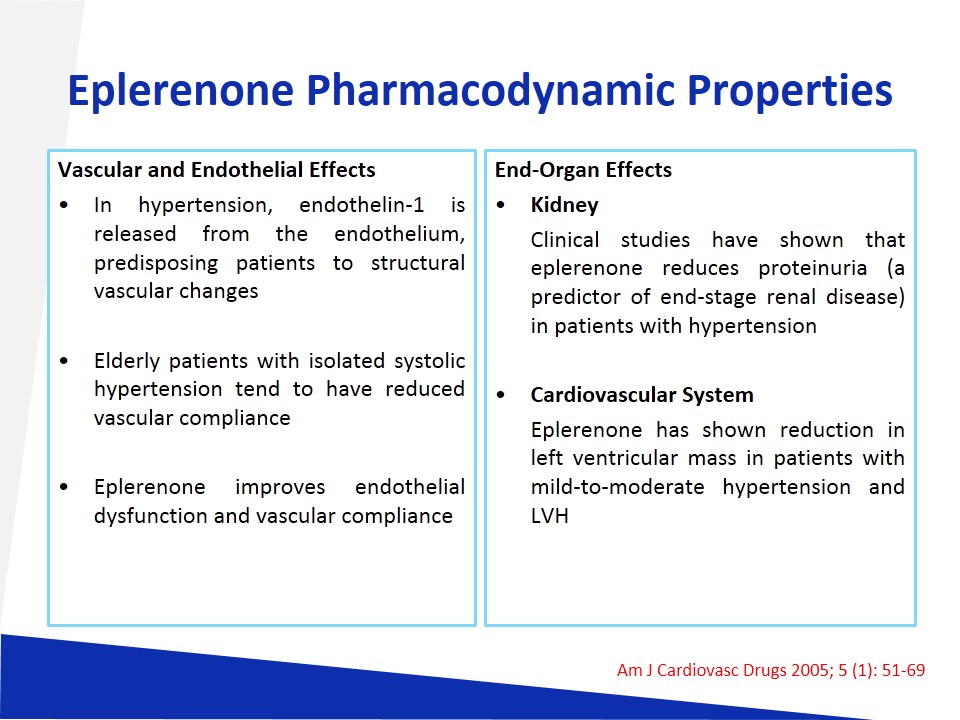 Eplerenone Pharmacodynamic Properties
Vascular and Endothelial Effects
• In hypertension, endothelin-1 is
released from the endothelium,
predisposing patients to structural
vascular changes
• Elderly patients with isolated systolic
hypertension tend to have reduced
vascular compliance
• Eplerenone improves endothelial
dysfunction and vascular compliance
End-Organ Effects
• Kidney
Clinical studies have shown that
eplerenone reduces proteinuria (a
predictor of end-stage renal disease)
in patients with hypertension
• Cardiovascular System
Eplerenone has shown reduction in
left ventricular mass in patients with
mild-to-moderate hypertension and
LVH
Am J Cardiovasc Drugs 2005; 5 (1): 51-69